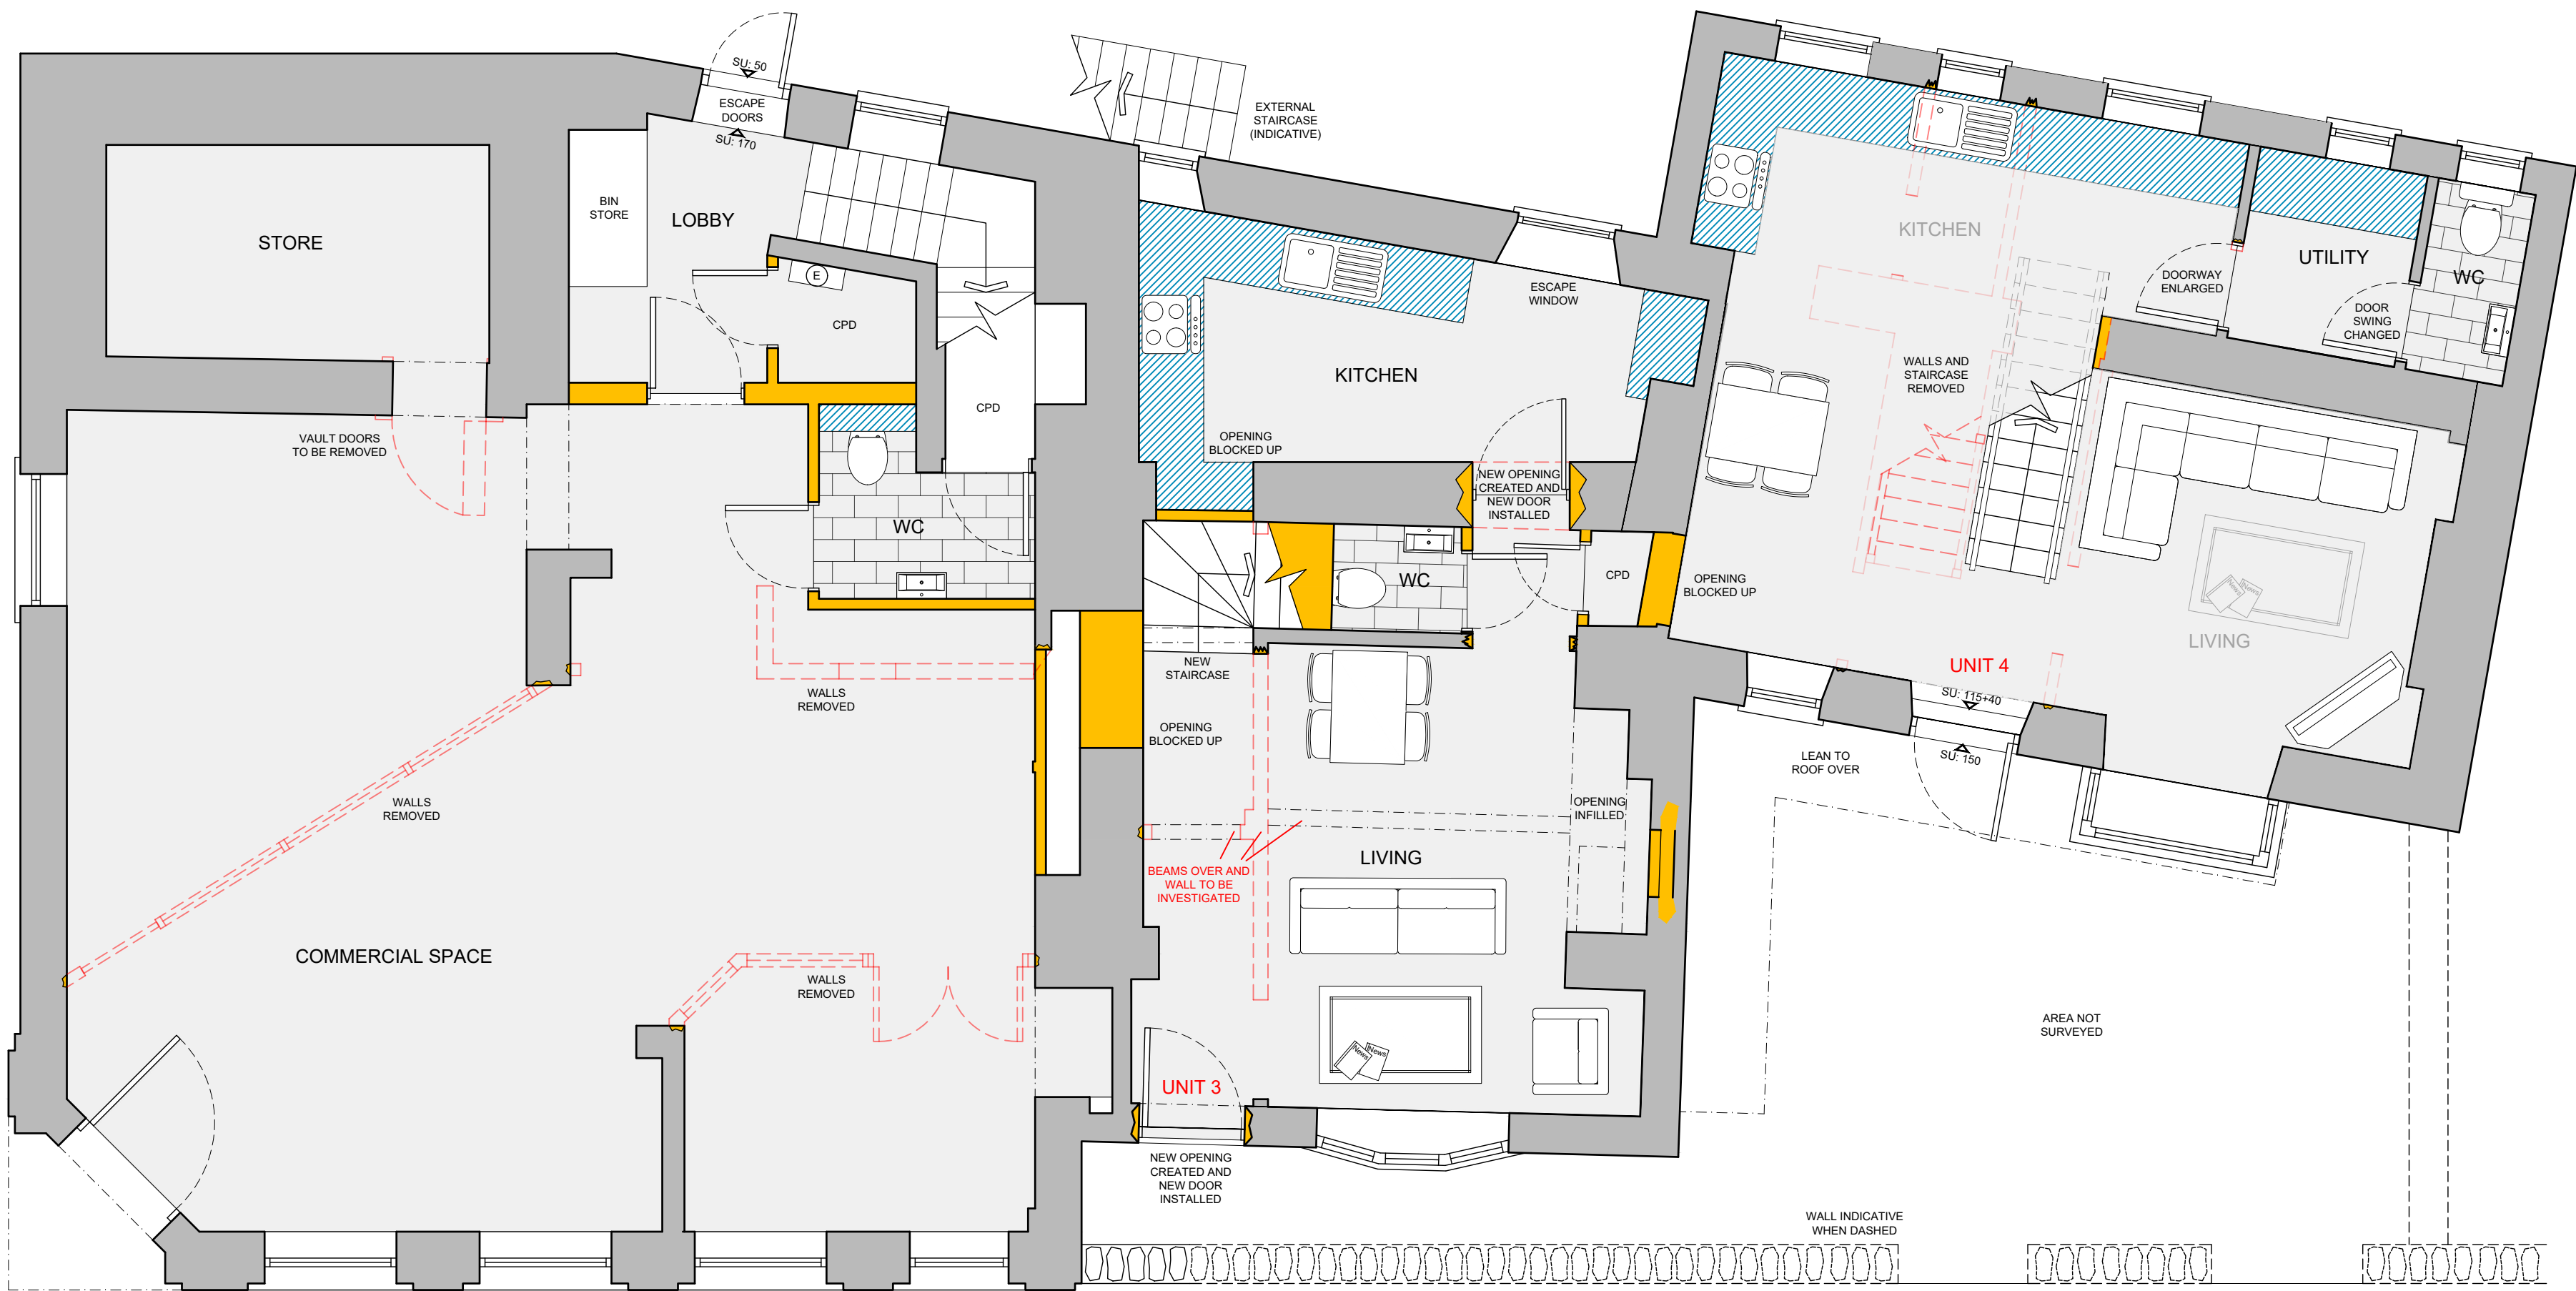 SU: 50
ESCAPE
DOORS
SU: 170
EXTERNAL
STAIRCASE
(INDICATIVE)
BIN
STORE
LOBBY
STORE
E
CPD
CPD
VAULT DOORS
TO BE REMOVED
WC
WALLS
REMOVED
WALLS
REMOVED
COMMERCIAL SPACE
WALLS
REMOVED
ESCAPE
WINDOW
KITCHEN
OPENING
BLOCKED UP
NEW OPENING
CREATED AND
NEW DOOR
INSTALLED
WC
CPD
OPENING
BLOCKED UP
NEW
STAIRCASE
OPENING
BLOCKED UP
OPENING
INFILLED
LIVING
BEAMS OVER AND
WALL TO BE
INVESTIGATED
News
News
UNIT 3
NEW OPENING
CREATED AND
NEW DOOR
INSTALLED
KITCHEN
UTILITY
WC
DOORWAY
ENLARGED
DOOR
SWING
CHANGED
WALLS AND
STAIRCASE
REMOVED
News
News
LIVING
UNIT 4
SU: 115+40
SU: 150
LEAN TO
ROOF OVER
AREA NOT
SURVEYED
WALL INDICATIVE
WHEN DASHED